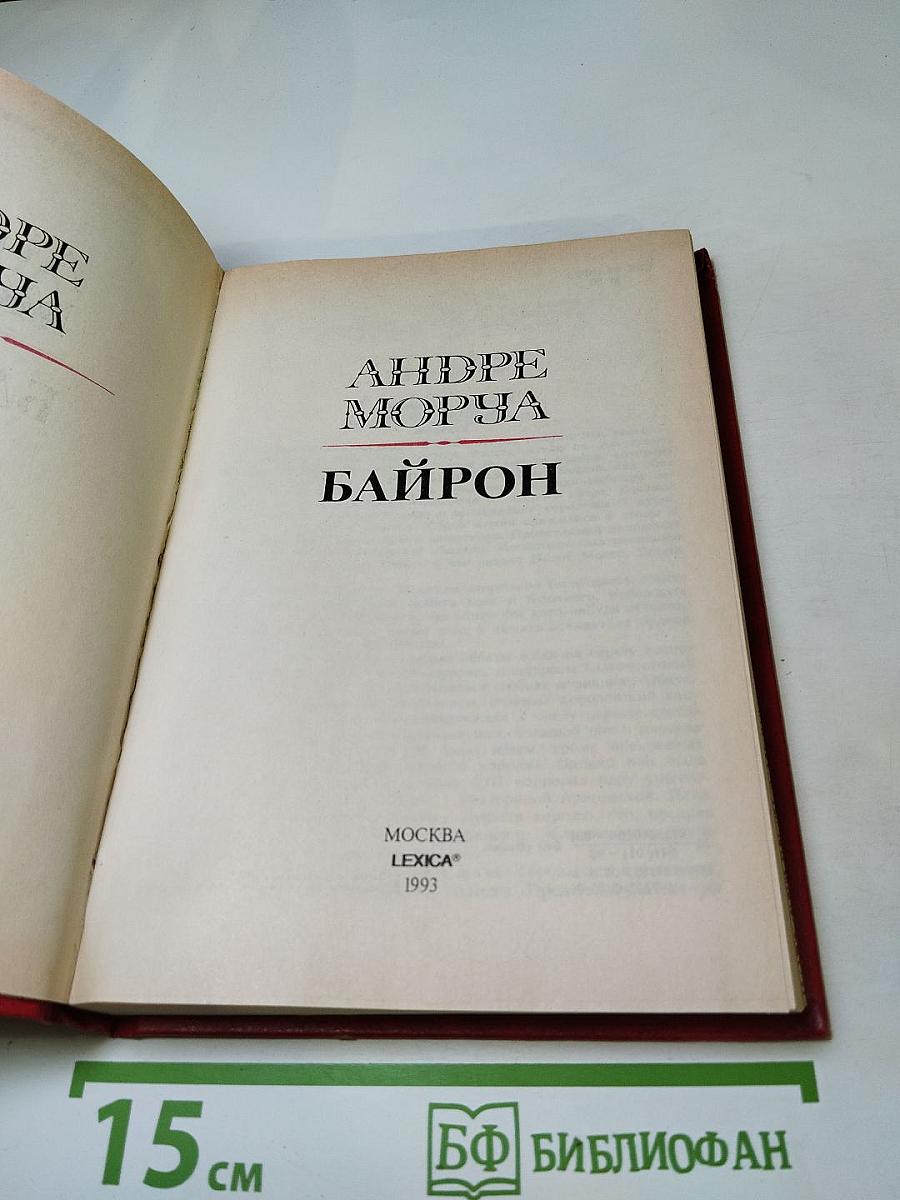 АНДРЕ
МОРУА
БАЙРОН
МОСКВА
LEXICA®
1993
15 см
БФ БИБЛИОФАН